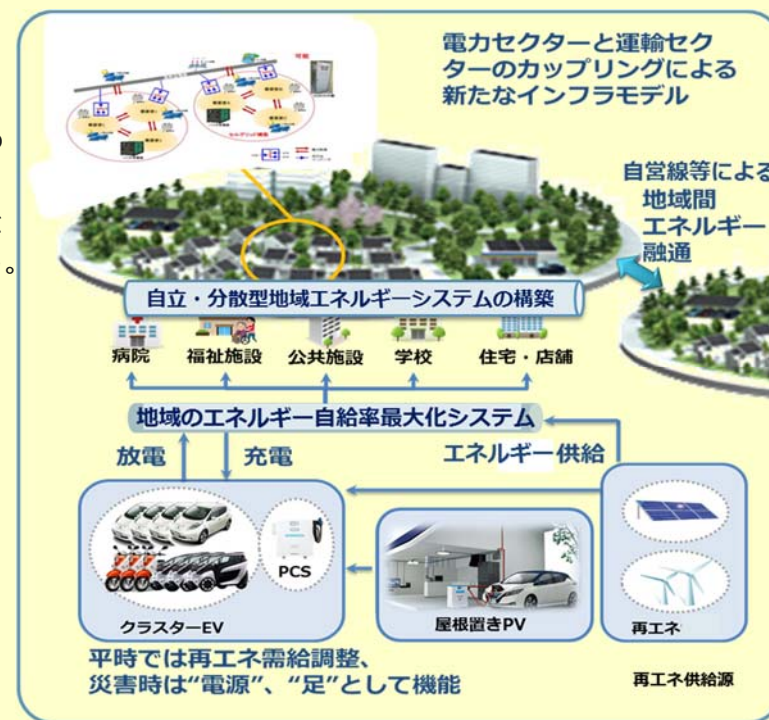 電力セクターと運輸セク
ターのカップリングによる
新たなインフラモデル
可能
自営線等による
地域間
エネルギー
融通
。
自立・分散型地域エネルギーシステムの構築
病院
福祉施設
公共施設
学校
住宅・店舗
地域のエネルギー自給率最大化システム
放電
充電
エネルギー供給
PCS
クラスターEV
屋根置きPV
再エネ
平時では再エネ需給調整、
災害時は“電源”、“足”として機能
再エネ供給源